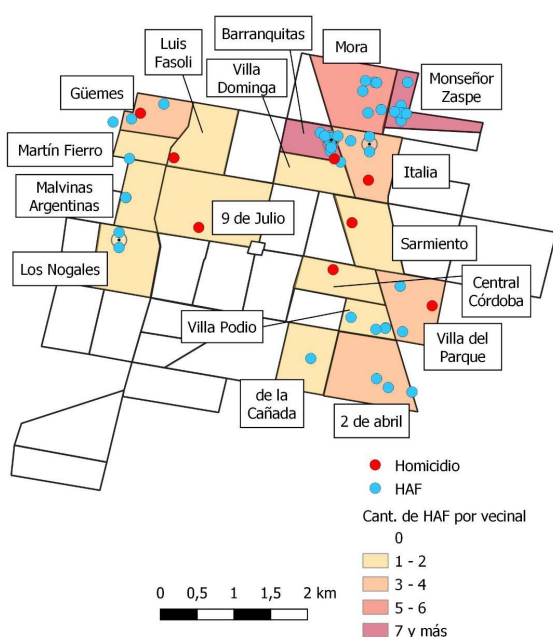 Barranquitas
Mora
Luis
Fasoli
Villa
Dominga
Monseñor
Zaspe
Güemes
Martín Fierro
Italia
Malvinas
Argentinas
9 de Julio
Sarmiento
Los Nogales
Central
Córdoba
Villa Podio
Villa del
Parque
de la
Cañada
2 de abril
Homicidio
HAF
Cant. de HAF por vecinal
0
1 - 2
3 - 4
5 - 6
7 y más
0 0,5 1 1,5 2 km